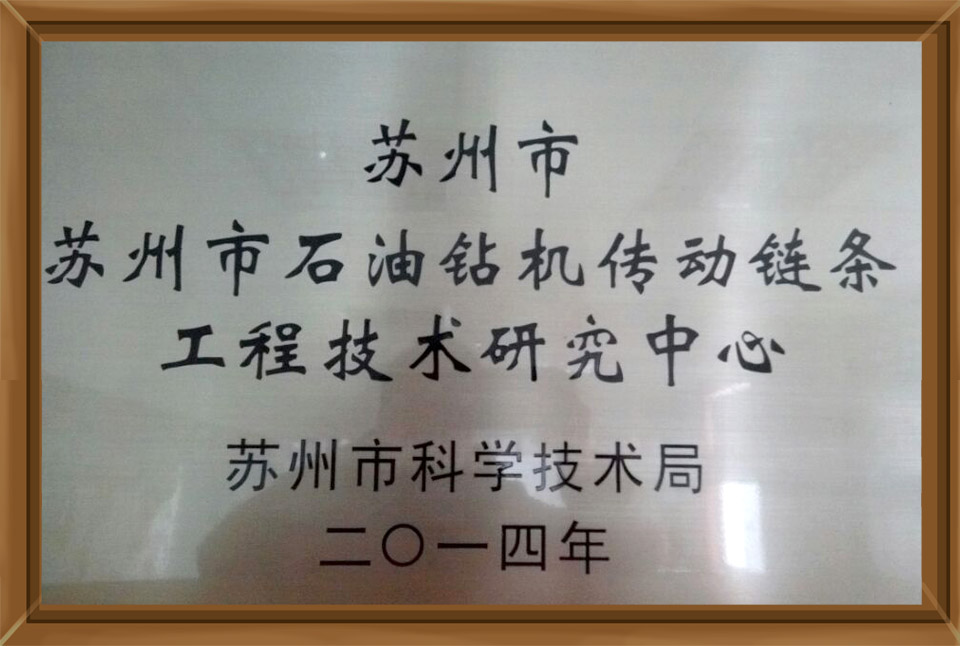 苏州市
苏州市石油钻机传动链条
工程技术研究中心
苏州市科学技术局
二〇一四年